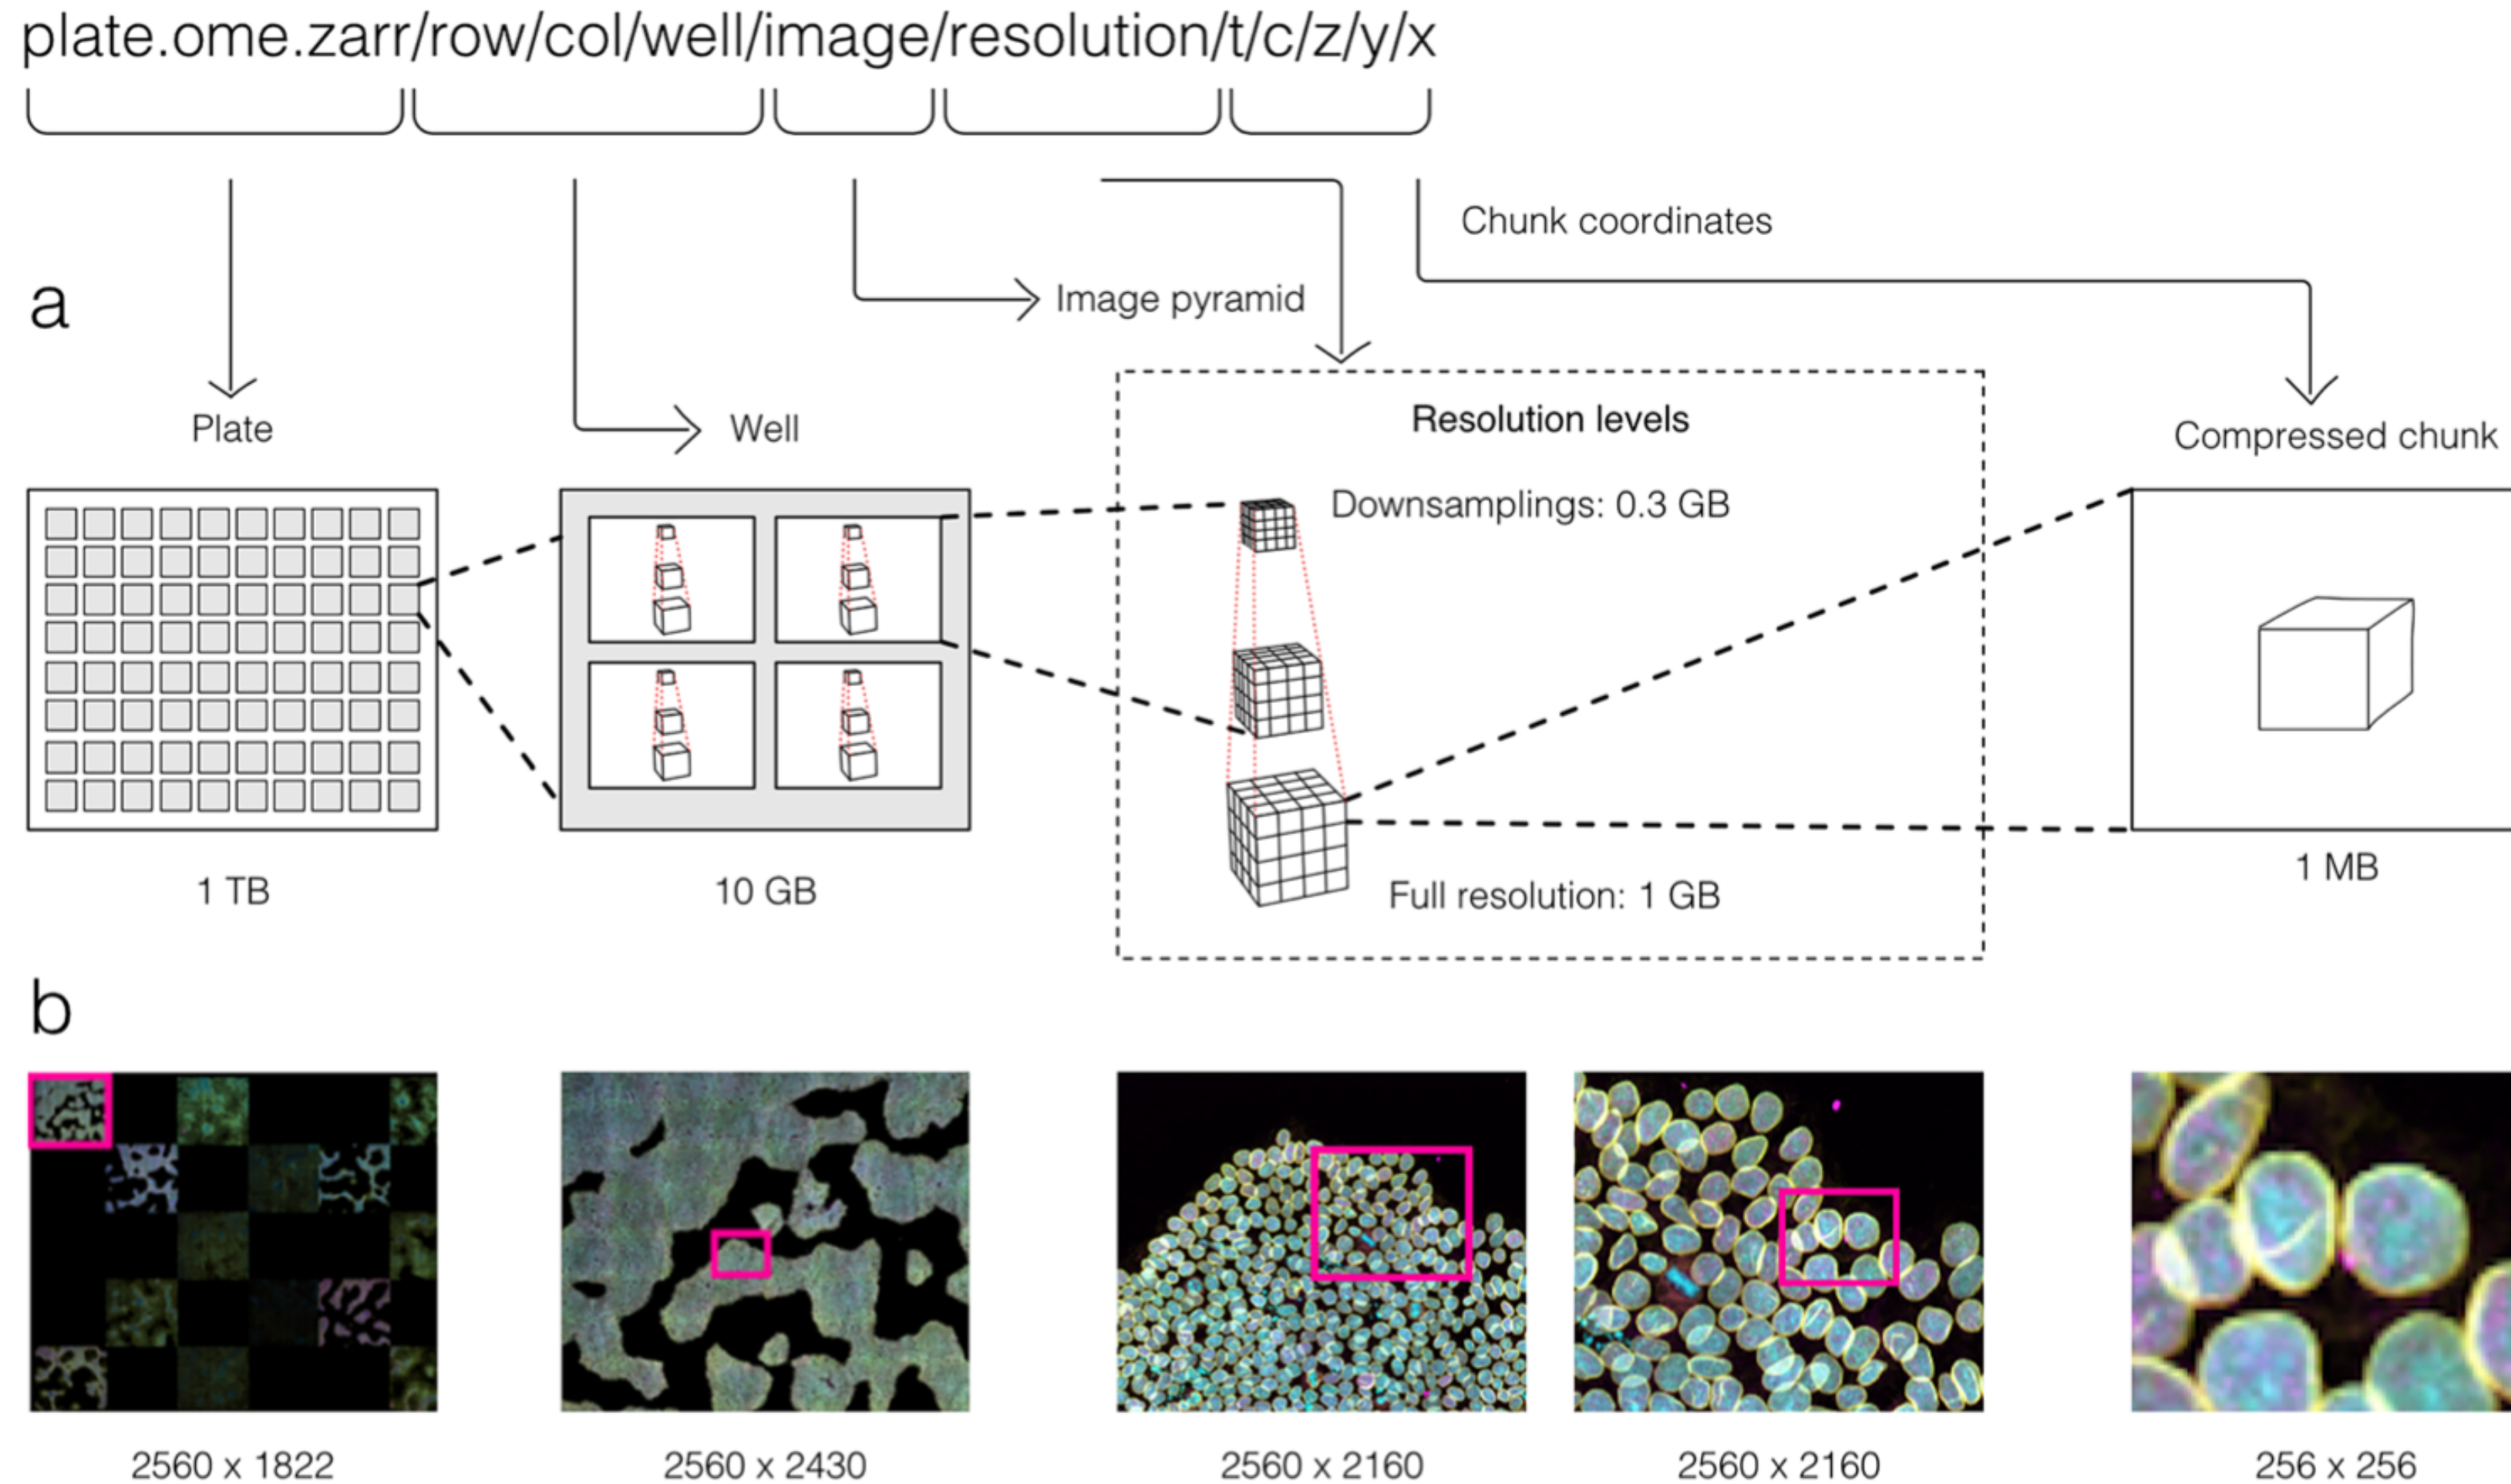 plate.ome.zarr/row/col/well/image/resolution/t/c/z/y/x
Chunk coordinates
a
Image pyramid
Plate
Well
Resolution levels
Compressed chunk
Downsamplings: 0.3 GB
1 TB
10 GB
Full resolution: 1 GB
1 MB
b
2560 x 1822
2560 x 2430
2560 x 2160
2560 x 2160
256 x 256